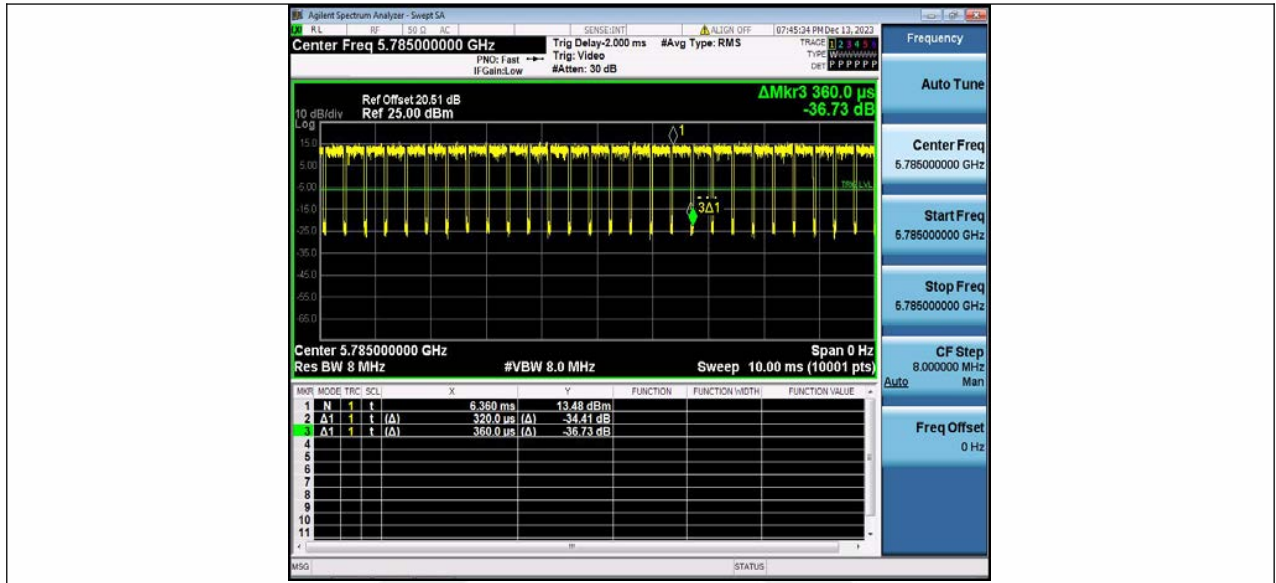 Agilent Spectrum Analyzer - Swept SA
RL RF 50 Ω AC SENSE:INT ALIGN OFF 07:45:34 PM Dec 13, 2023
Center Freq 5.785000000 GHz
PNO: Fast
IFGain:Low
Trig Delay-2.000 ms
Trig: Video
#Atten: 30 dB
#Avg Type: RMS
TRACE 1 2 3 4 5 6
TYPE W
DET P P P P P P
ΔMkr3 360.0 µs
-36.73 dB
Ref Offset 20.51 dB
10 dB/div Ref 25.00 dBm
Log
15.0
5.00
-5.00
-15.0
-25.0
-35.0
-45.0
-55.0
-65.0
1
TRIG LVL
3Δ1
Center 5.785000000 GHz Span 0 Hz
Res BW 8 MHz #VBW 8.0 MHz Sweep 10.00 ms (10001 pts)
MKR MODE TRC SCL X Y FUNCTION FUNCTION WIDTH FUNCTION VALUE
1 N 1 t 6.360 ms 13.48 dBm
2 Δ1 1 t (Δ) 320.0 µs (Δ) -34.41 dB
3 Δ1 1 t (Δ) 360.0 µs (Δ) -36.73 dB
4
5
6
7
8
9
10
11
MSG STATUS
Frequency
Auto Tune
Center Freq
5.785000000 GHz
Start Freq
5.785000000 GHz
Stop Freq
5.785000000 GHz
CF Step
8.000000 MHz
Auto Man
Freq Offset
0 Hz